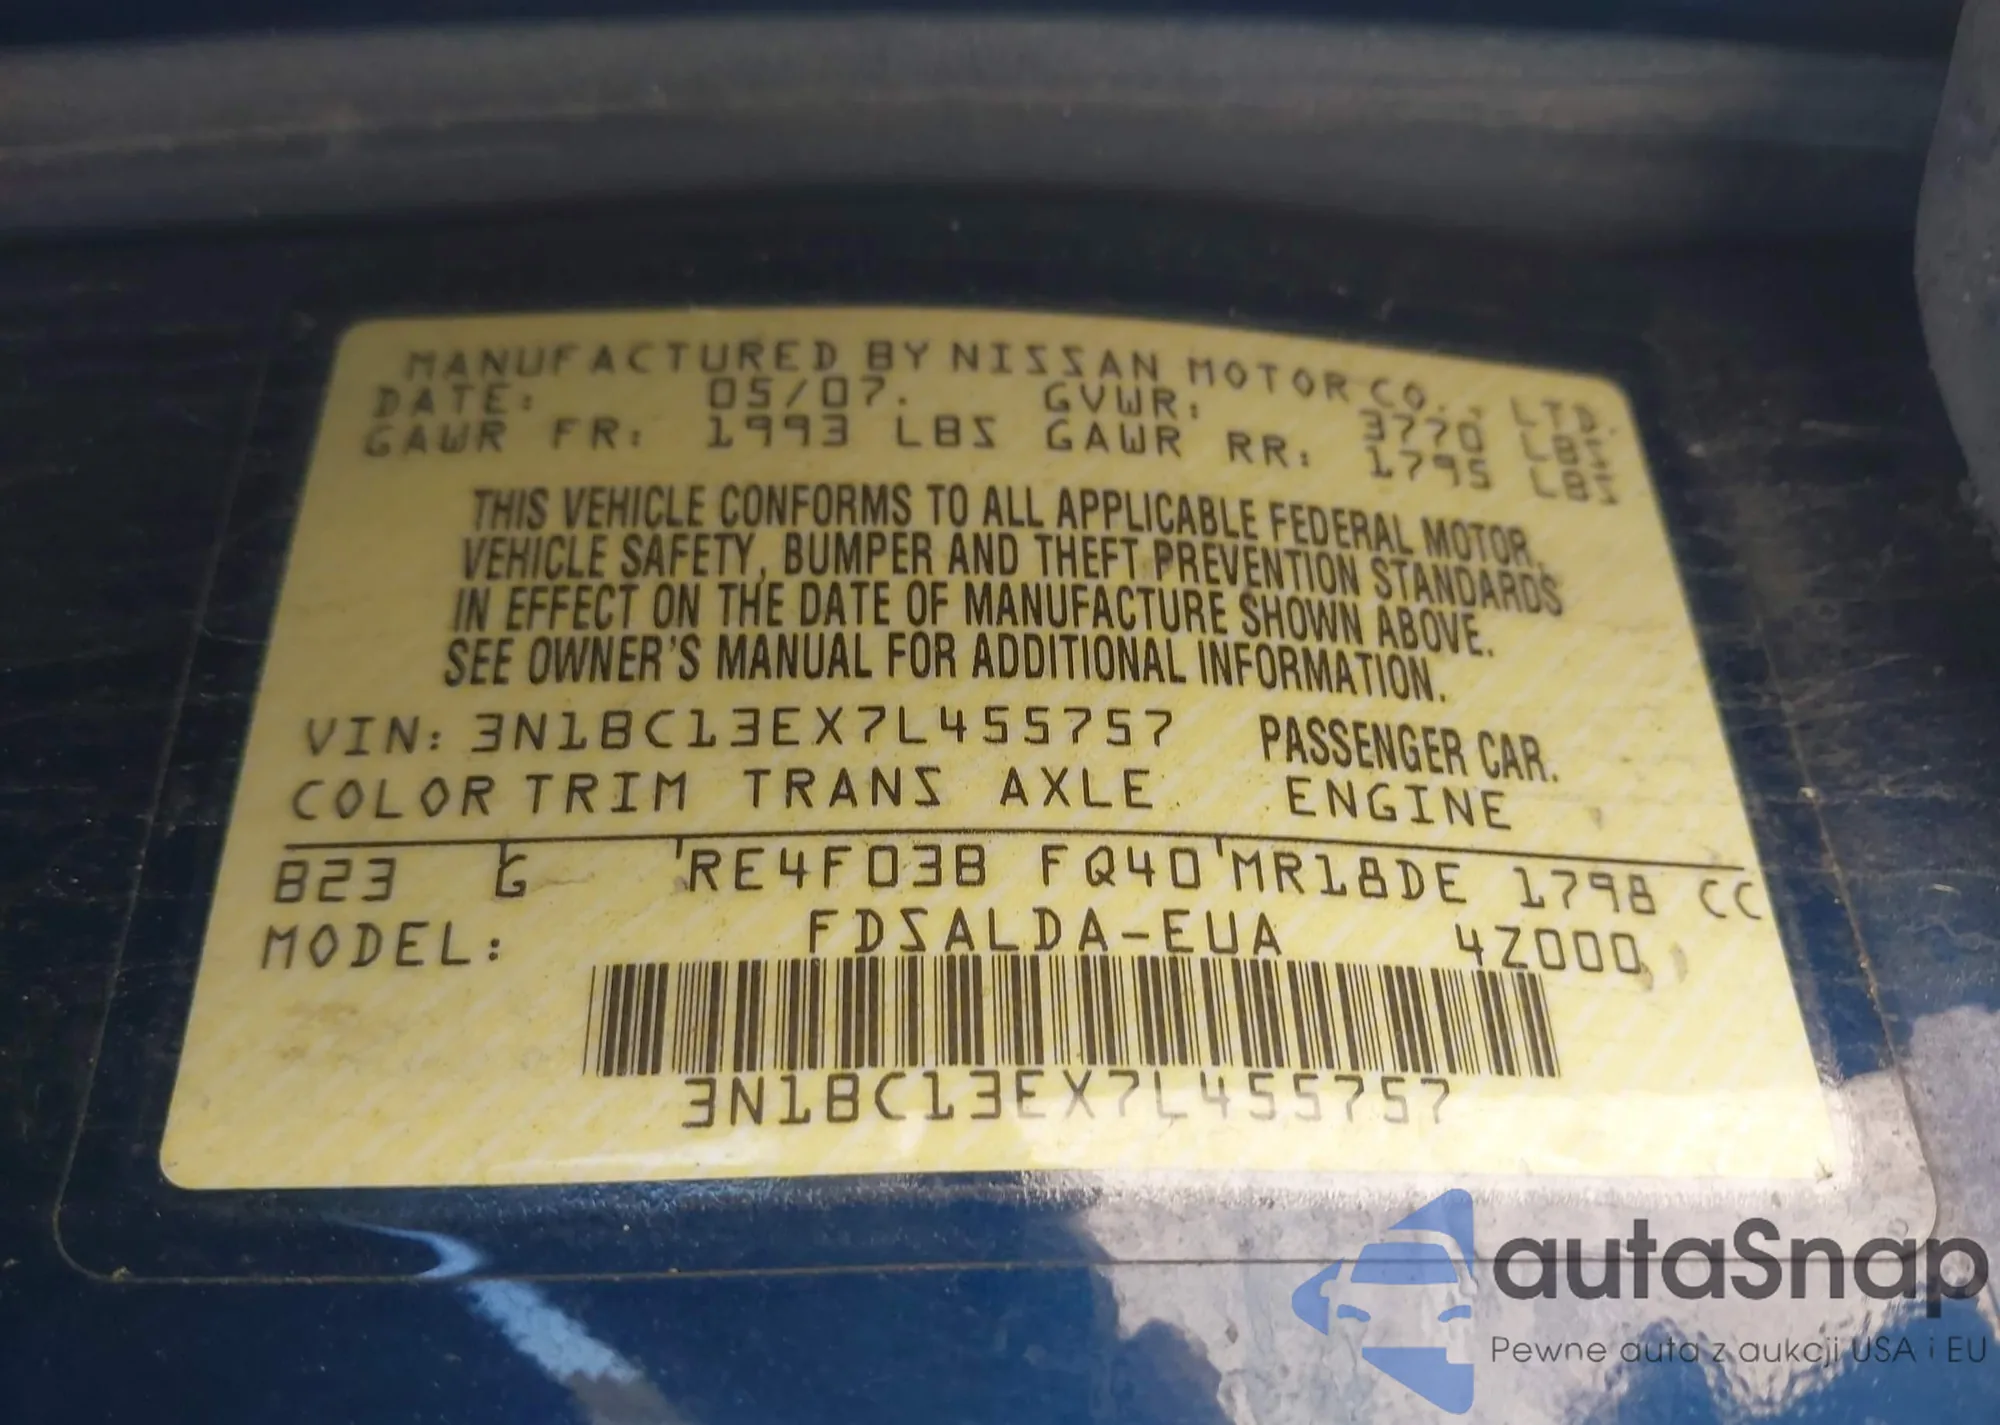 MANUFACTURED BY NISSAN MOTOR CO., LTD.
DATE: 05/07. GVWR: 3770 LBS
GAWR FR: 1993 LBS GAWR RR: 1795 LBS
THIS VEHICLE CONFORMS TO ALL APPLICABLE FEDERAL MOTOR
VEHICLE SAFETY, BUMPER AND THEFT PREVENTION STANDARDS
IN EFFECT ON THE DATE OF MANUFACTURE SHOWN ABOVE.
SEE OWNER'S MANUAL FOR ADDITIONAL INFORMATION.
VIN: 3N1BC13EX7L455757 PASSENGER CAR.
COLOR TRIM TRANS AXLE ENGINE
B23 G RE4F03B FQ40 MR18DE 1798 CC
MODEL: FDSALDA-EUA 4Z000
3N1BC13EX7L455757
autaSnap
Pewne auta z aukcji USA i EU